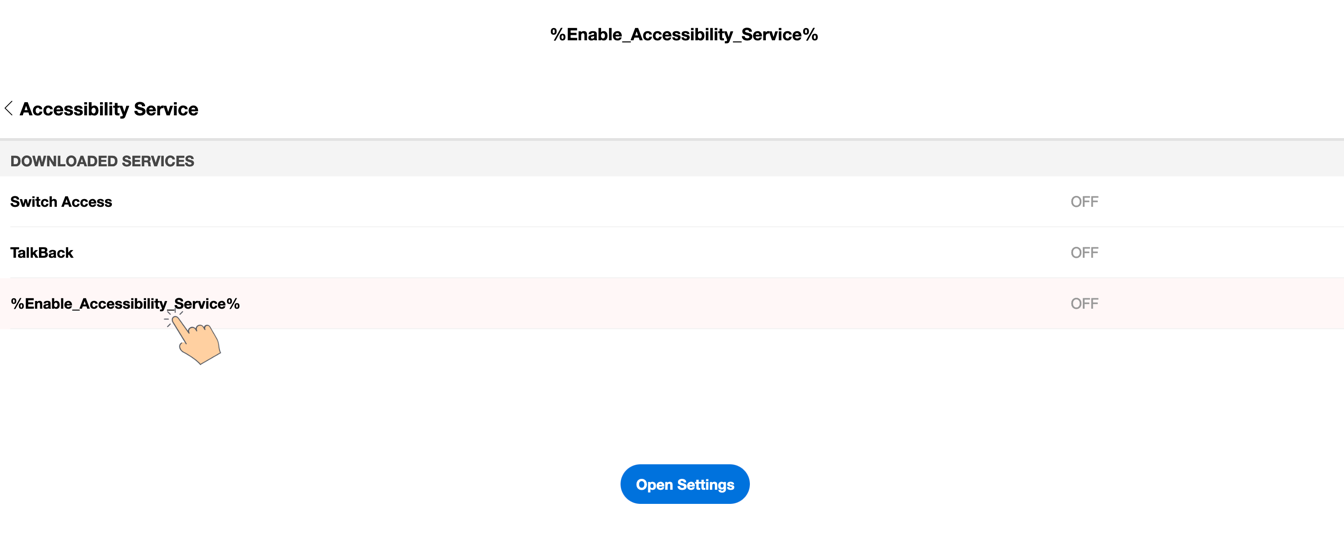 %Enable_Accessibility_Service%
Accessibility Service
DOWNLOADED SERVICES
Switch Access OFF
TalkBack OFF
%Enable_Accessibility_Service% OFF
Open Settings